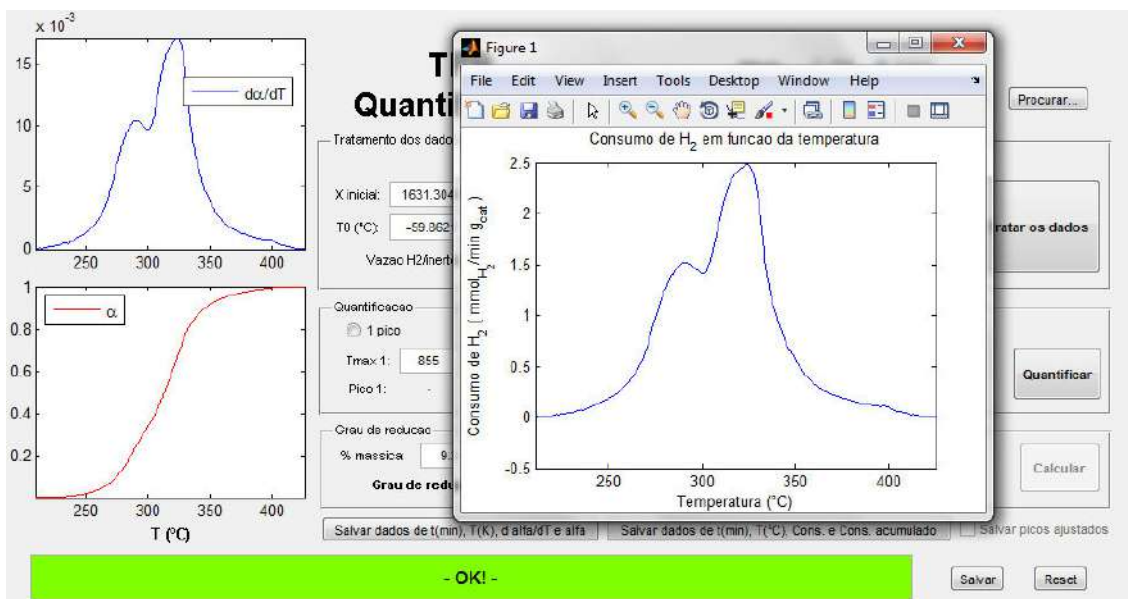 x 10-3
15
10
5
0
dα/dT
250 300 350 400
1
0.8
0.6
0.4
0.2
α
250 300 350 400
T (°C)
Quantif
Tratamento dos dado
X inicial: 1631.304
T0 (°C): -59.862
Vazao H2/inerte
Quantificacao
1 pico
Tmax 1: 855
Pico 1: -
Grau de reducao
% massica: 9.
Grau de redu
Salvar dados de t(min), T(K), d alfa/dT e alfa
Salvar dados de t(min), T(°C), Cons. e Cons. acumulado
Salvar picos ajustados
- OK! -
Salvar
Reset
Procurar...
ratar os dados
Quantificar
Calcular
Figure 1
File Edit View Insert Tools Desktop Window Help
Consumo de H2 em funcao da temperatura
Consumo de H2 [ mmolH2/min gcat )
2.5
2
1.5
1
0.5
0
-0.5
250 300 350 400
Temperatura (°C)